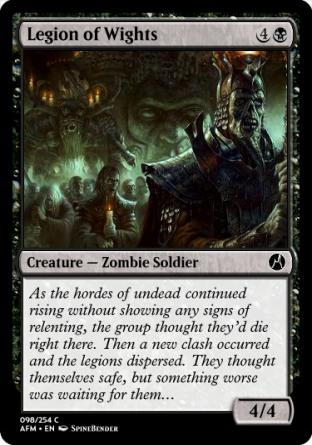 Legion of Wights 4
Creature — Zombie Soldier
As the hordes of undead continued
rising without showing any signs of
relenting, the group thought they'd die
right there. Then a new clash occurred
and the legions dispersed. They thought
themselves safe, but something worse
was waiting for them…
4/4
098/254 C
AFM • EN SpineBender